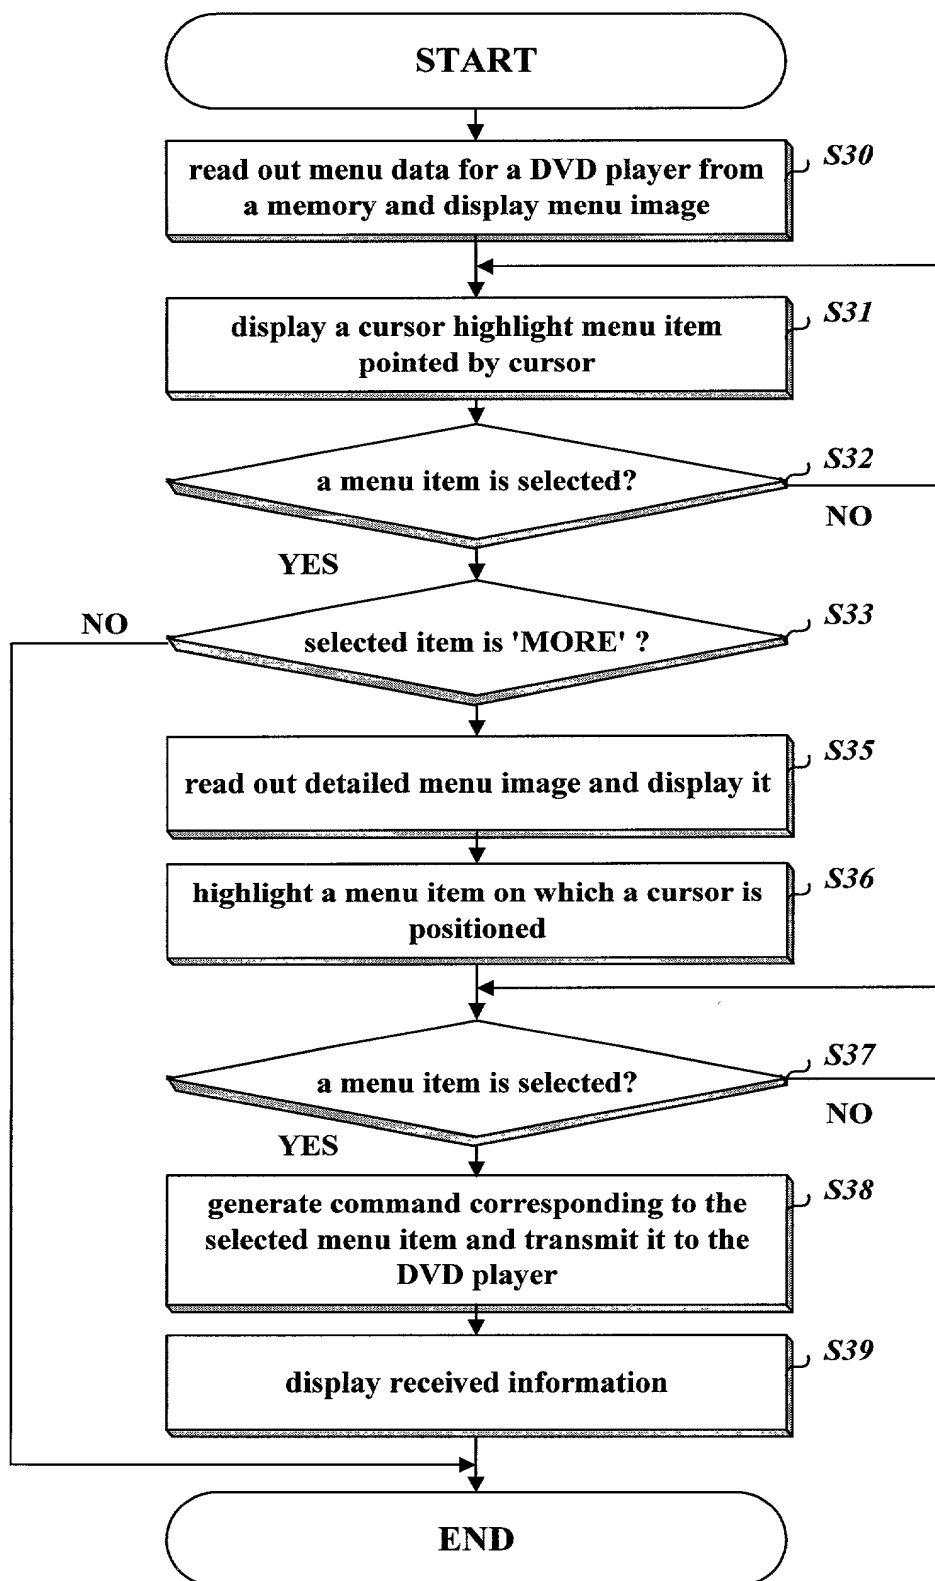 START
S30
read out menu data for a DVD player from
a memory and display menu image
S31
display a cursor highlight menu item
pointed by cursor
S32
a menu item is selected?
NO
YES
S33
NO
selected item is 'MORE' ?
S35
read out detailed menu image and display it
S36
highlight a menu item on which a cursor is
positioned
S37
a menu item is selected?
NO
YES
S38
generate command corresponding to the
selected menu item and transmit it to the
DVD player
S39
display received information
END